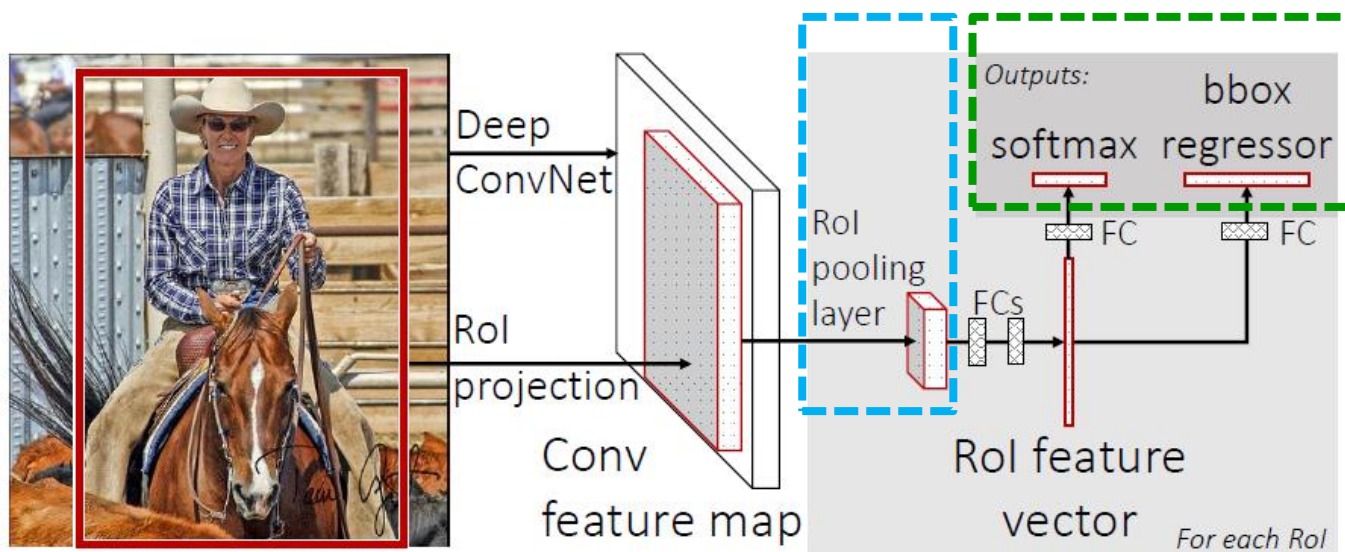 Deep
ConvNet
RoI
projection
Conv
feature map
RoI
pooling
layer
FCs
RoI feature
vector
For each RoI
Outputs:
softmax
bbox
regressor
FC
FC